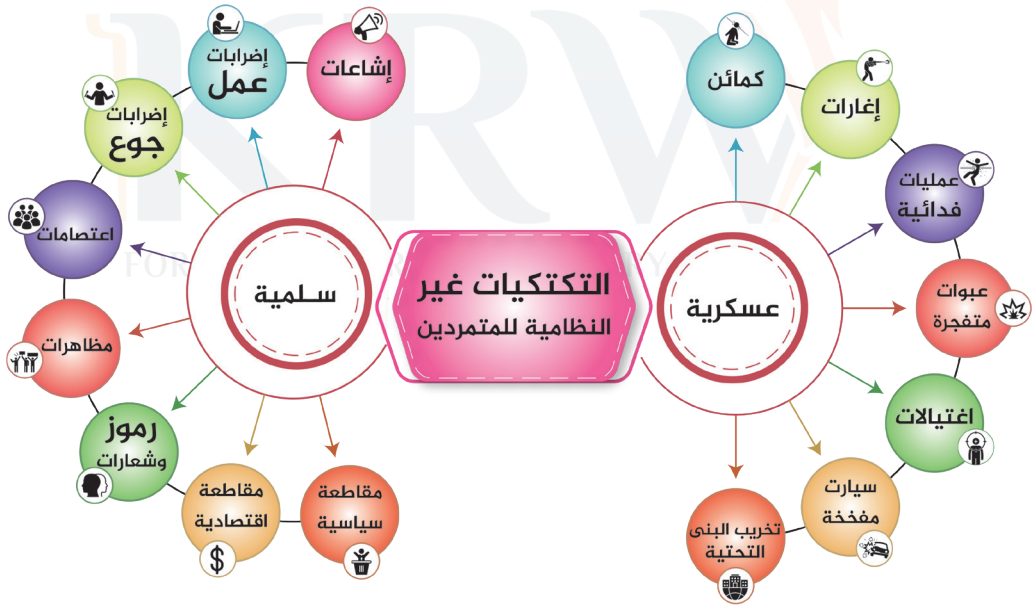 التكتكيات غير
النظامية للمتمردين
عسكرية
كمائن
إغارات
عمليات
فدائية
عبوات
متفجرة
اغتيالات
سيارت
مفخخة
تخريب البنى
التحتية
سلمية
إشاعات
إضرابات
عمل
إضرابات
جوع
اعتصامات
مظاهرات
رموز
وشعارات
مقاطعة
اقتصادية
$
مقاطعة
سياسية
KRW